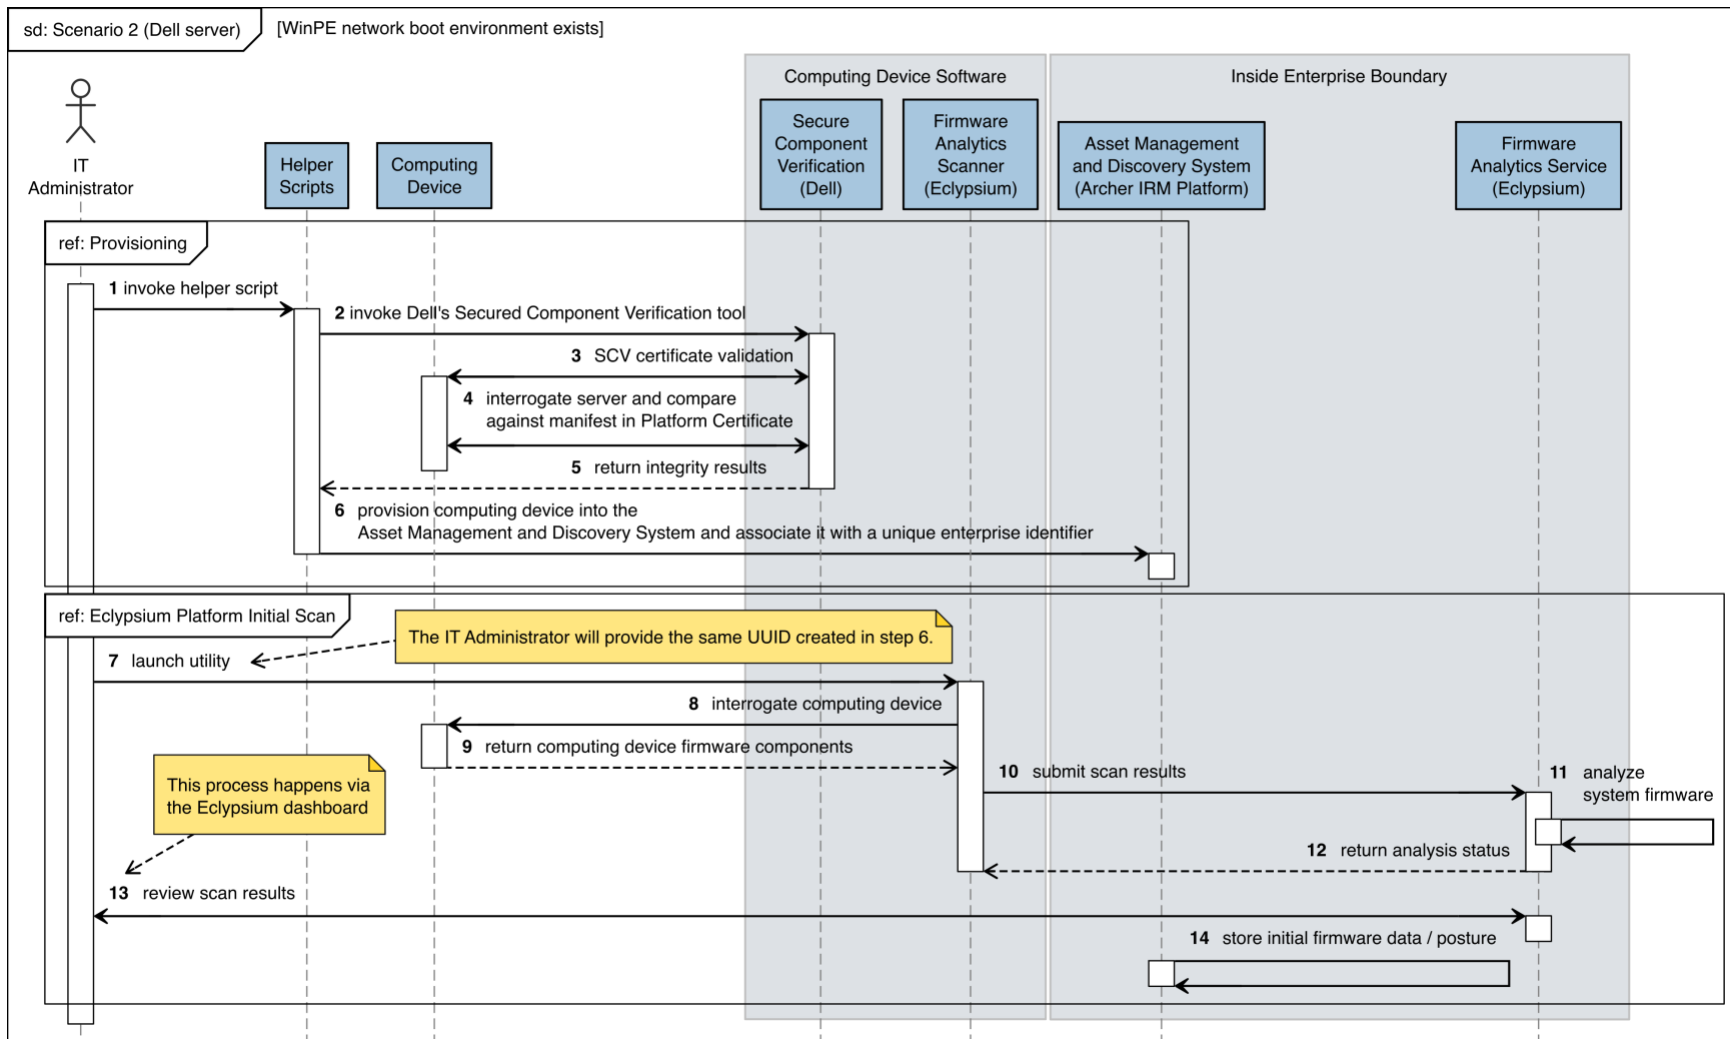 sd: Scenario 2 (Dell server)
[WinPE network boot environment exists]
Computing Device Software
Inside Enterprise Boundary
IT
Administrator
Helper
Scripts
Computing
Device
Secure
Component
Verification
(Dell)
Firmware
Analytics
Scanner
(Eclypsium)
Asset Management
and Discovery System
(Archer IRM Platform)
Firmware
Analytics Service
(Eclypsium)
ref: Provisioning
1 invoke helper script
2 invoke Dell's Secured Component Verification tool
3 SCV certificate validation
4 interrogate server and compare
against manifest in Platform Certificate
5 return integrity results
6 provision computing device into the
Asset Management and Discovery System and associate it with a unique enterprise identifier
ref: Eclypsium Platform Initial Scan
The IT Administrator will provide the same UUID created in step 6.
7 launch utility
8 interrogate computing device
9 return computing device firmware components
This process happens via
the Eclypsium dashboard
10 submit scan results
11 analyze
system firmware
12 return analysis status
13 review scan results
14 store initial firmware data / posture